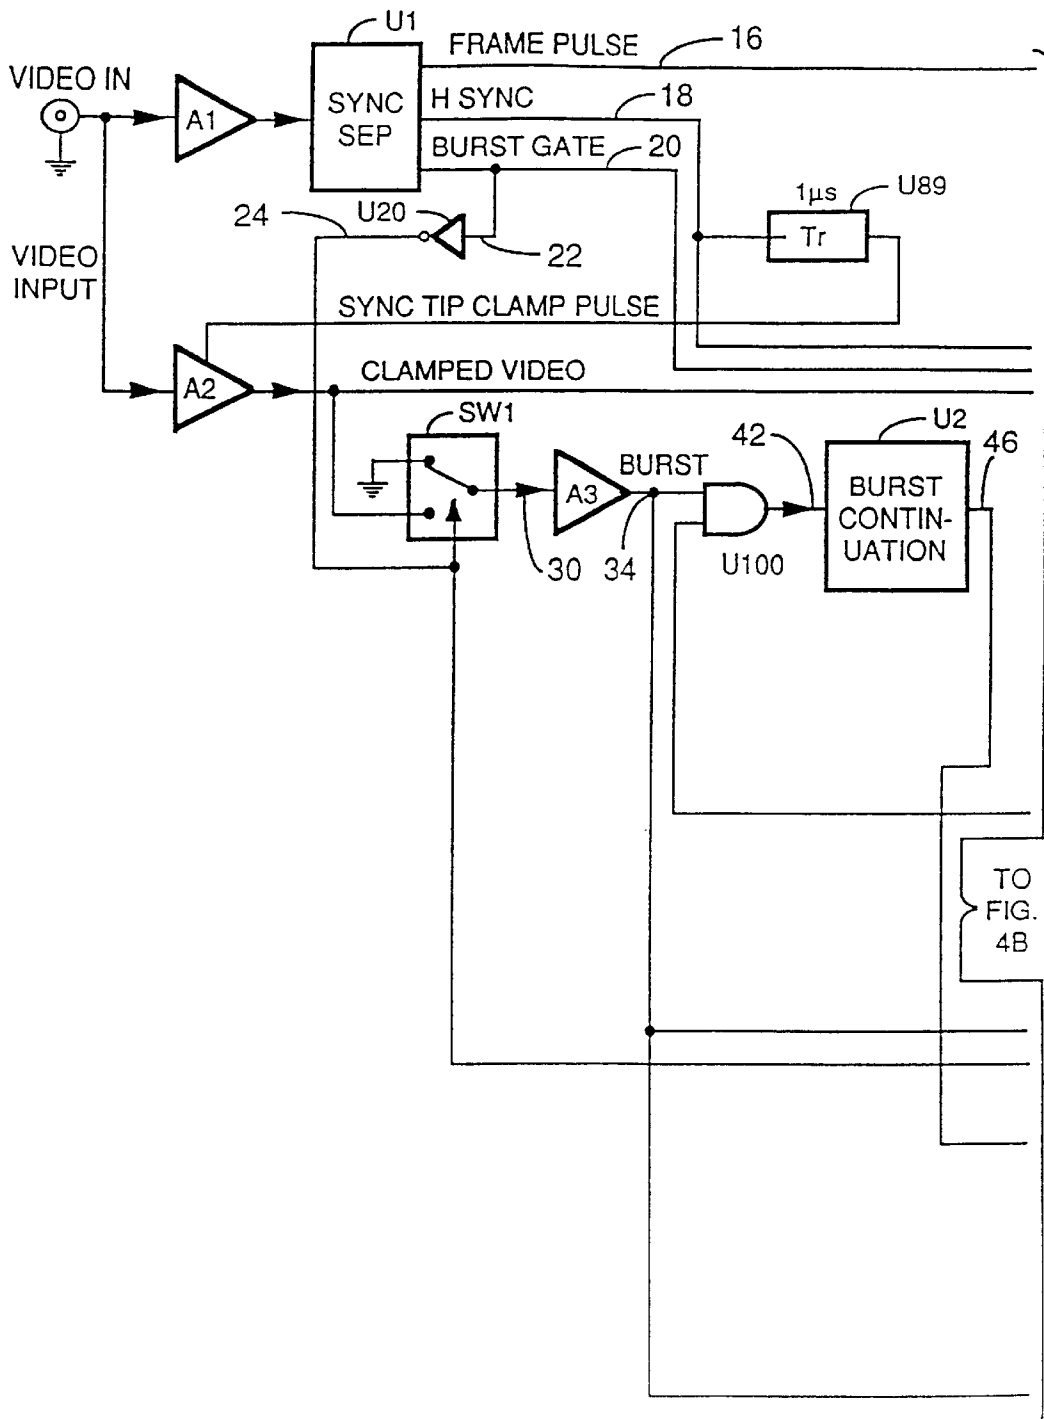 U1
FRAME PULSE
16
VIDEO IN
A1
SYNC
SEP
H SYNC
18
BURST GATE
20
1µs
U89
Tr
24
U20
22
VIDEO
INPUT
SYNC TIP CLAMP PULSE
A2
CLAMPED VIDEO
SW1
U2
BURST
42
46
A3
BURST
CONTIN-
UATION
30
34
U100
TO
FIG.
4B